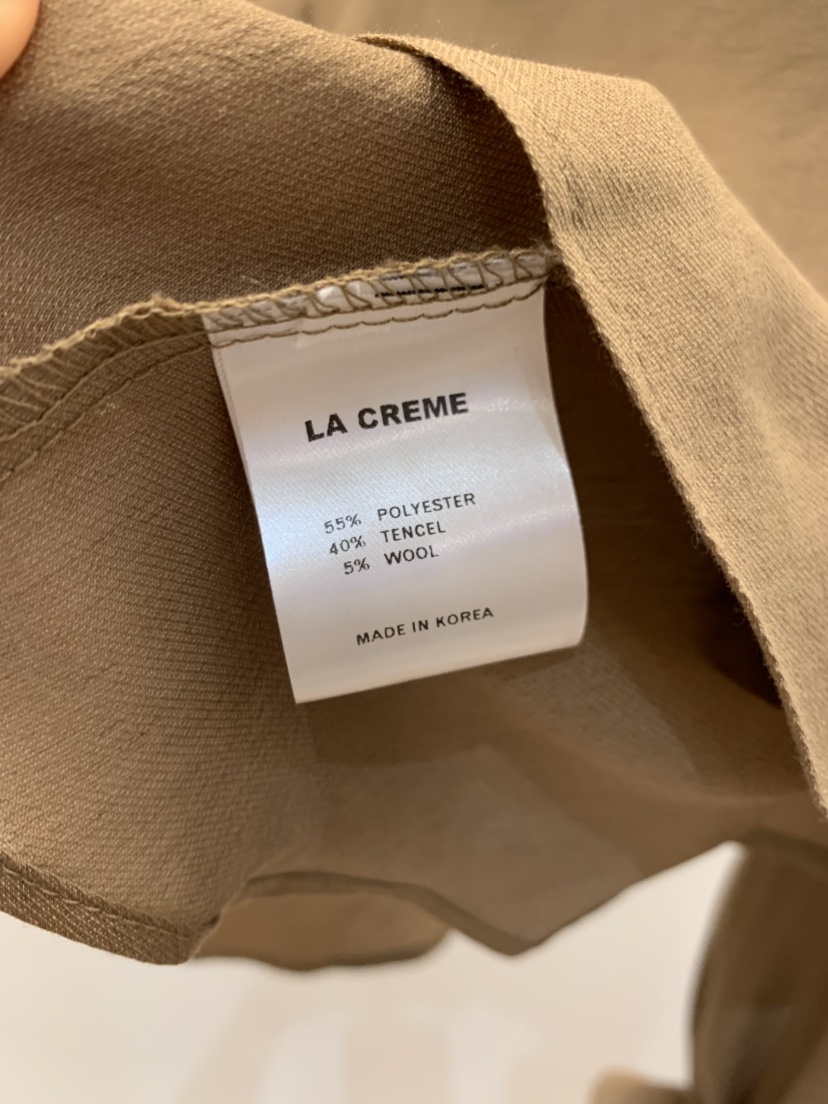 LA CREME
55% POLYESTER
40% TENCEL
5% WOOL
MADE IN KOREA